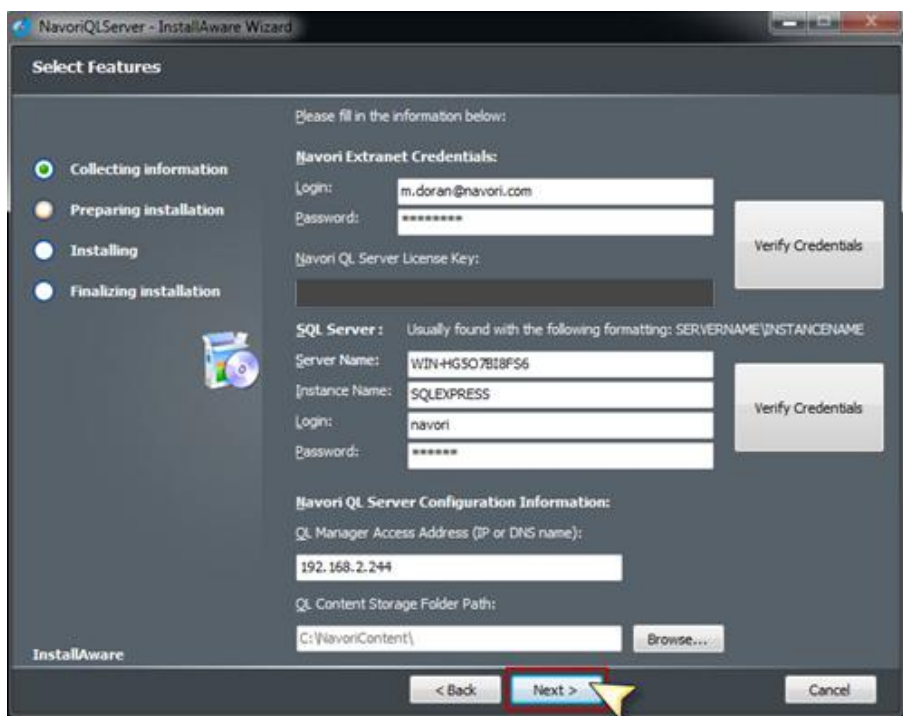 NavoriQLServer - InstallAware Wizard
Select Features
Please fill in the information below:
Collecting information
Preparing installation
Installing
Finalizing installation
Navori Extranet Credentials:
Login: m.doran@navori.com
Password: ********
Verify Credentials
Navori QL Server License Key:
SQL Server: Usually found with the following formatting: SERVERNAME\INSTANCENAME
Server Name: WIN-HG5O7BI8FS6
Instance Name: SQLEXPRESS
Login: navori
Password: ******
Verify Credentials
Navori QL Server Configuration Information:
QL Manager Access Address (IP or DNS name):
192.168.2.244
QL Content Storage Folder Path:
C:\NavoriContent\ Browse...
InstallAware
< Back Next > Cancel